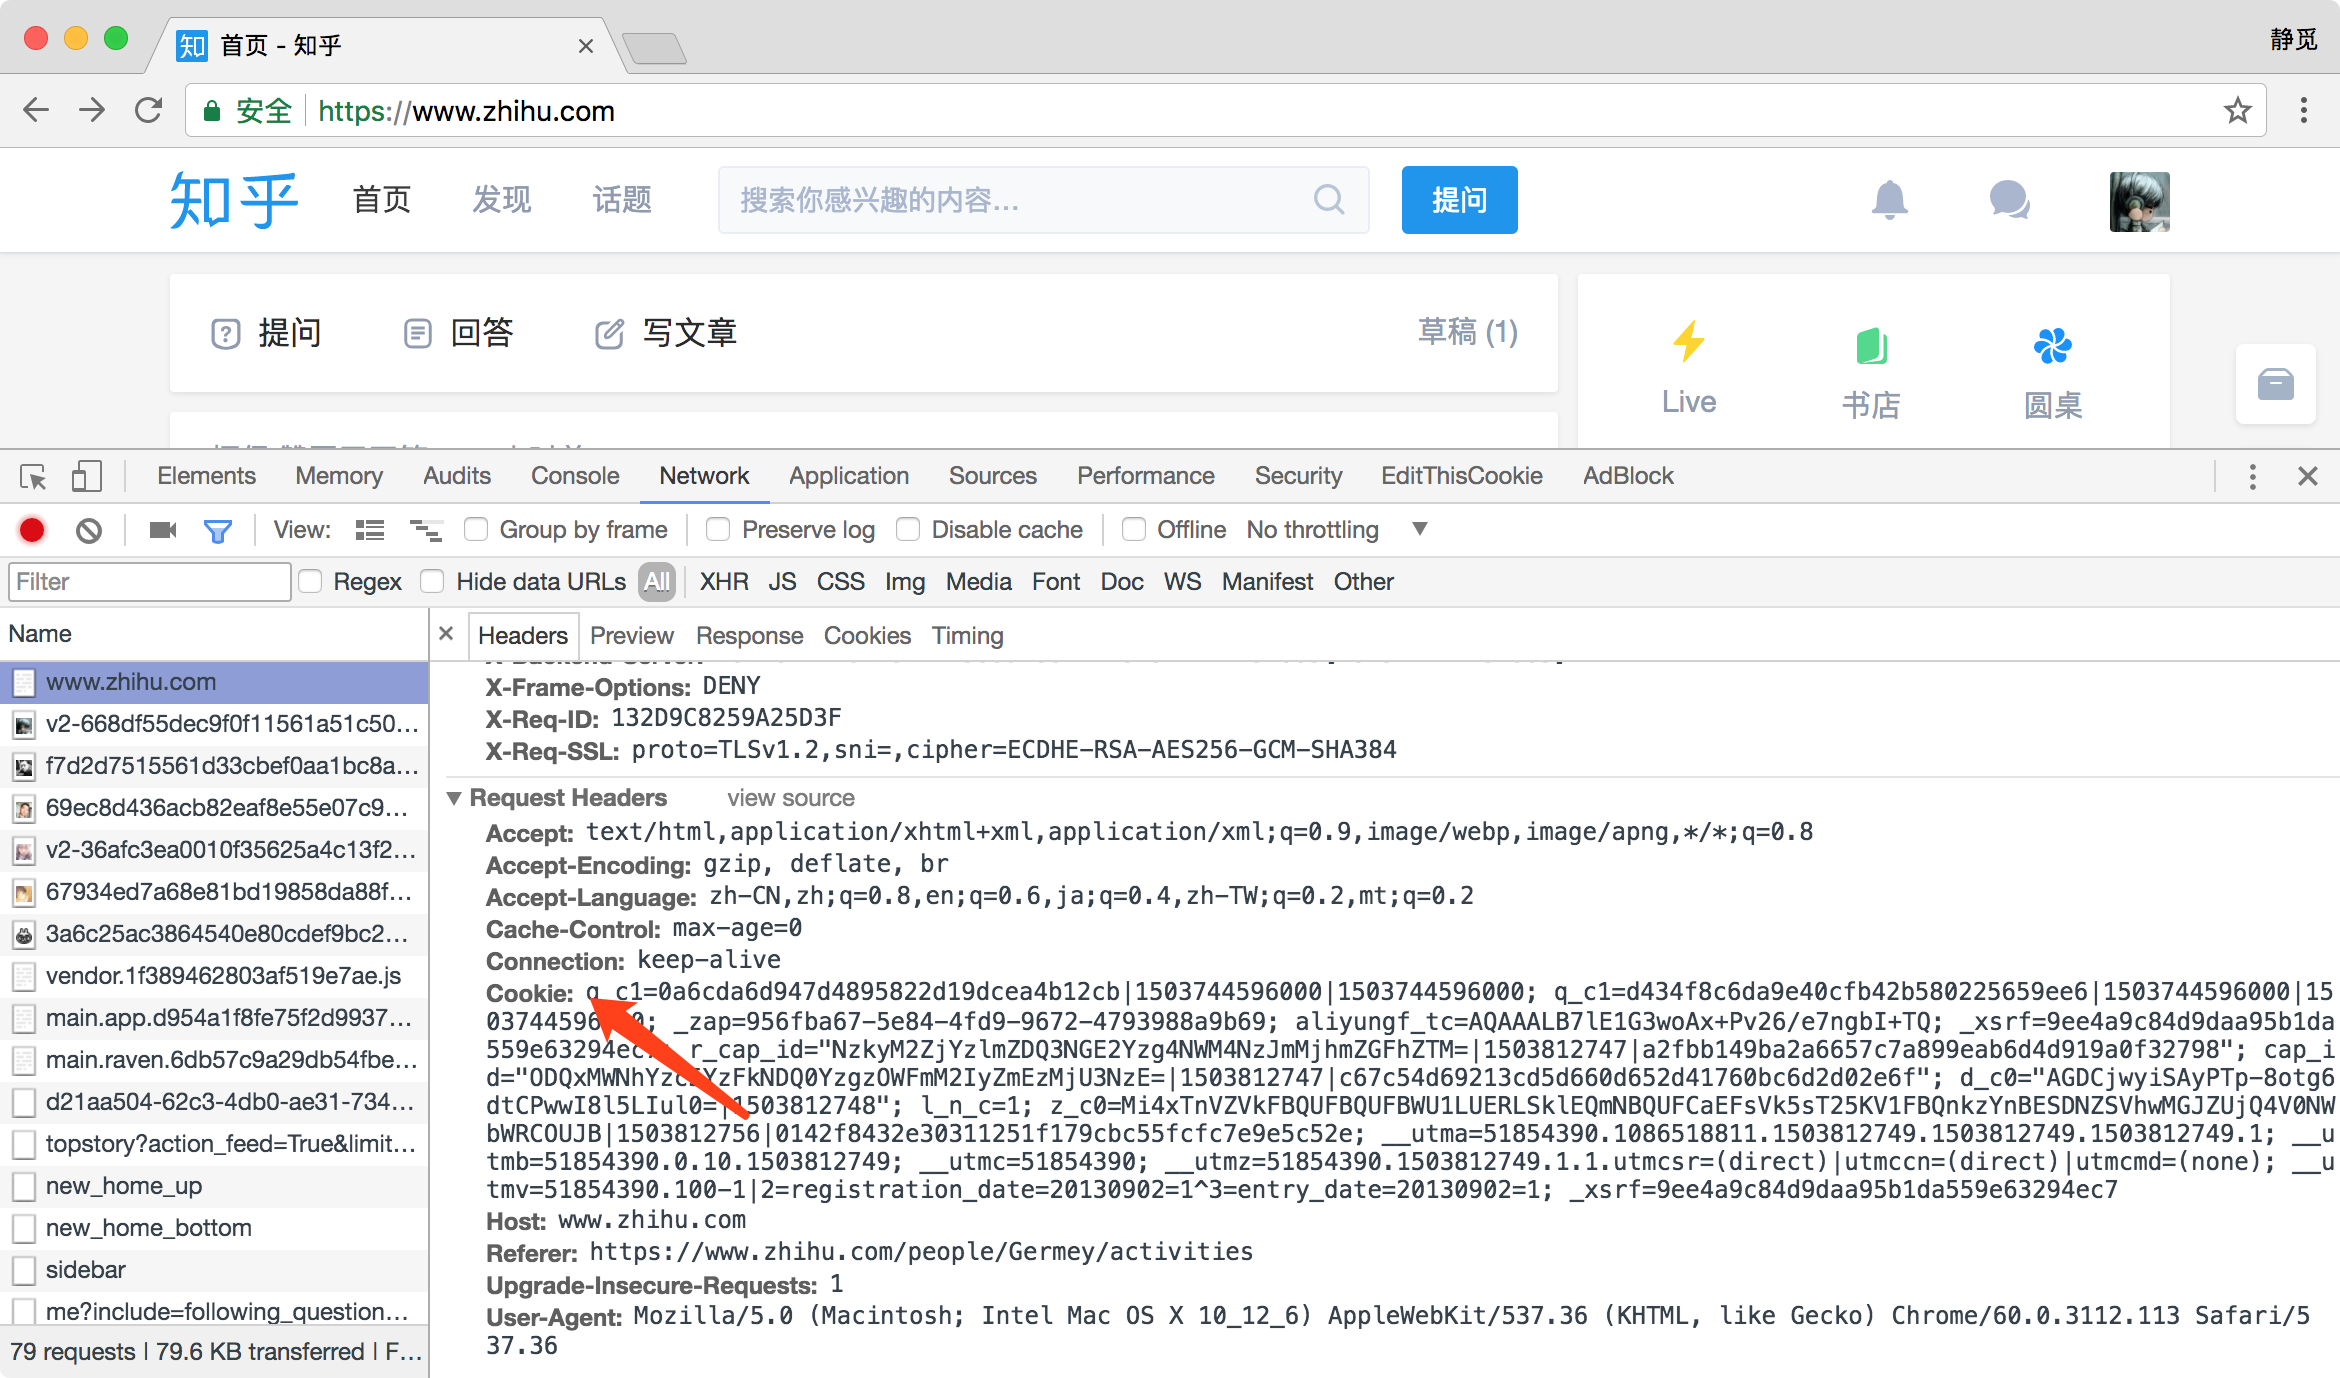 知 首页 - 知乎
静觅
安全 https://www.zhihu.com
知乎 首页 发现 话题 搜索你感兴趣的内容... 提问
提问 回答 写文章 草稿 (1)
Live 书店 圆桌
Elements Memory Audits Console Network Application Sources Performance Security EditThisCookie AdBlock
View: Group by frame Preserve log Disable cache Offline No throttling
Filter Regex Hide data URLs All XHR JS CSS Img Media Font Doc WS Manifest Other
Name
www.zhihu.com
v2-668df55dec9f0f11561a51c50...
f7d2d7515561d33cbef0aa1bc8a...
69ec8d436acb82eaf8e55e07c9...
v2-36afc3ea0010f35625a4c13f2...
67934ed7a68e81bd19858da88f...
3a6c25ac3864540e80cdef9bc2...
vendor.1f389462803af519e7ae.js
main.app.d954a1f8fe75f2d9937...
main.raven.6db57c9a29db54fbe...
d21aa504-62c3-4db0-ae31-734...
topstory?action_feed=True&limit...
new_home_up
new_home_bottom
sidebar
me?include=following_question...
79 requests | 79.6 KB transferred | F...
Headers Preview Response Cookies Timing
X-Frame-Options: DENY
X-Req-ID: 132D9C8259A25D3F
X-Req-SSL: proto=TLSv1.2,sni=,cipher=ECDHE-RSA-AES256-GCM-SHA384
Request Headers view source
Accept: text/html,application/xhtml+xml,application/xml;q=0.9,image/webp,image/apng,*/*;q=0.8
Accept-Encoding: gzip, deflate, br
Accept-Language: zh-CN,zh;q=0.8,en;q=0.6,ja;q=0.4,zh-TW;q=0.2,mt;q=0.2
Cache-Control: max-age=0
Connection: keep-alive
Cookie: q_c1=0a6cda6d947d4895822d19dcea4b12cb|1503744596000|1503744596000; q_c1=d434f8c6da9e40cfb42b580225659ee6|1503744596000|15
03744596 0; _zap=956fba67-5e84-4fd9-9672-4793988a9b69; aliyungf_tc=AQAAALB7lE1G3woAx+Pv26/e7ngbI+TQ; _xsrf=9ee4a9c84d9daa95b1da
559e63294ec7; r_cap_id="NzkyM2ZjYzlmZDQ3NGE2Yzg4NWM4NzJmMjhmZGFhZTM=|1503812747|a2fbb149ba2a6657c7a899eab6d4d919a0f32798"; cap_i
d="ODQxMWNhYzc YzFkNDQ0YzgzOWFmM2IyZmEzMjU3NzE=|1503812747|c67c54d69213cd5d660d652d41760bc6d2d02e6f"; d_c0="AGDCjwyiSAyPTp-8otg6
dtCPwwI8l5LIul0=|1503812748"; l_n_c=1; z_c0=Mi4xTnVZVkFBQUFBQUFBWU1LUERLSklEQmNBQUFCaEFsVk5sT25KV1FBQnkzYnBESDNZSVhwMGJZUjQ4V0NW
bWRCOUJB|1503812756|0142f8432e30311251f179cbc55fcfc7e9e5c52e; __utma=51854390.1086518811.1503812749.1503812749.1503812749.1; __u
tmb=51854390.0.10.1503812749; __utmc=51854390; __utmz=51854390.1503812749.1.1.utmcsr=(direct)|utmccn=(direct)|utmcmd=(none); __u
tmv=51854390.100-1|2=registration_date=20130902=1^3=entry_date=20130902=1; _xsrf=9ee4a9c84d9daa95b1da559e63294ec7
Host: www.zhihu.com
Referer: https://www.zhihu.com/people/Germey/activities
Upgrade-Insecure-Requests: 1
User-Agent: Mozilla/5.0 (Macintosh; Intel Mac OS X 10_12_6) AppleWebKit/537.36 (KHTML, like Gecko) Chrome/60.0.3112.113 Safari/5
37.36